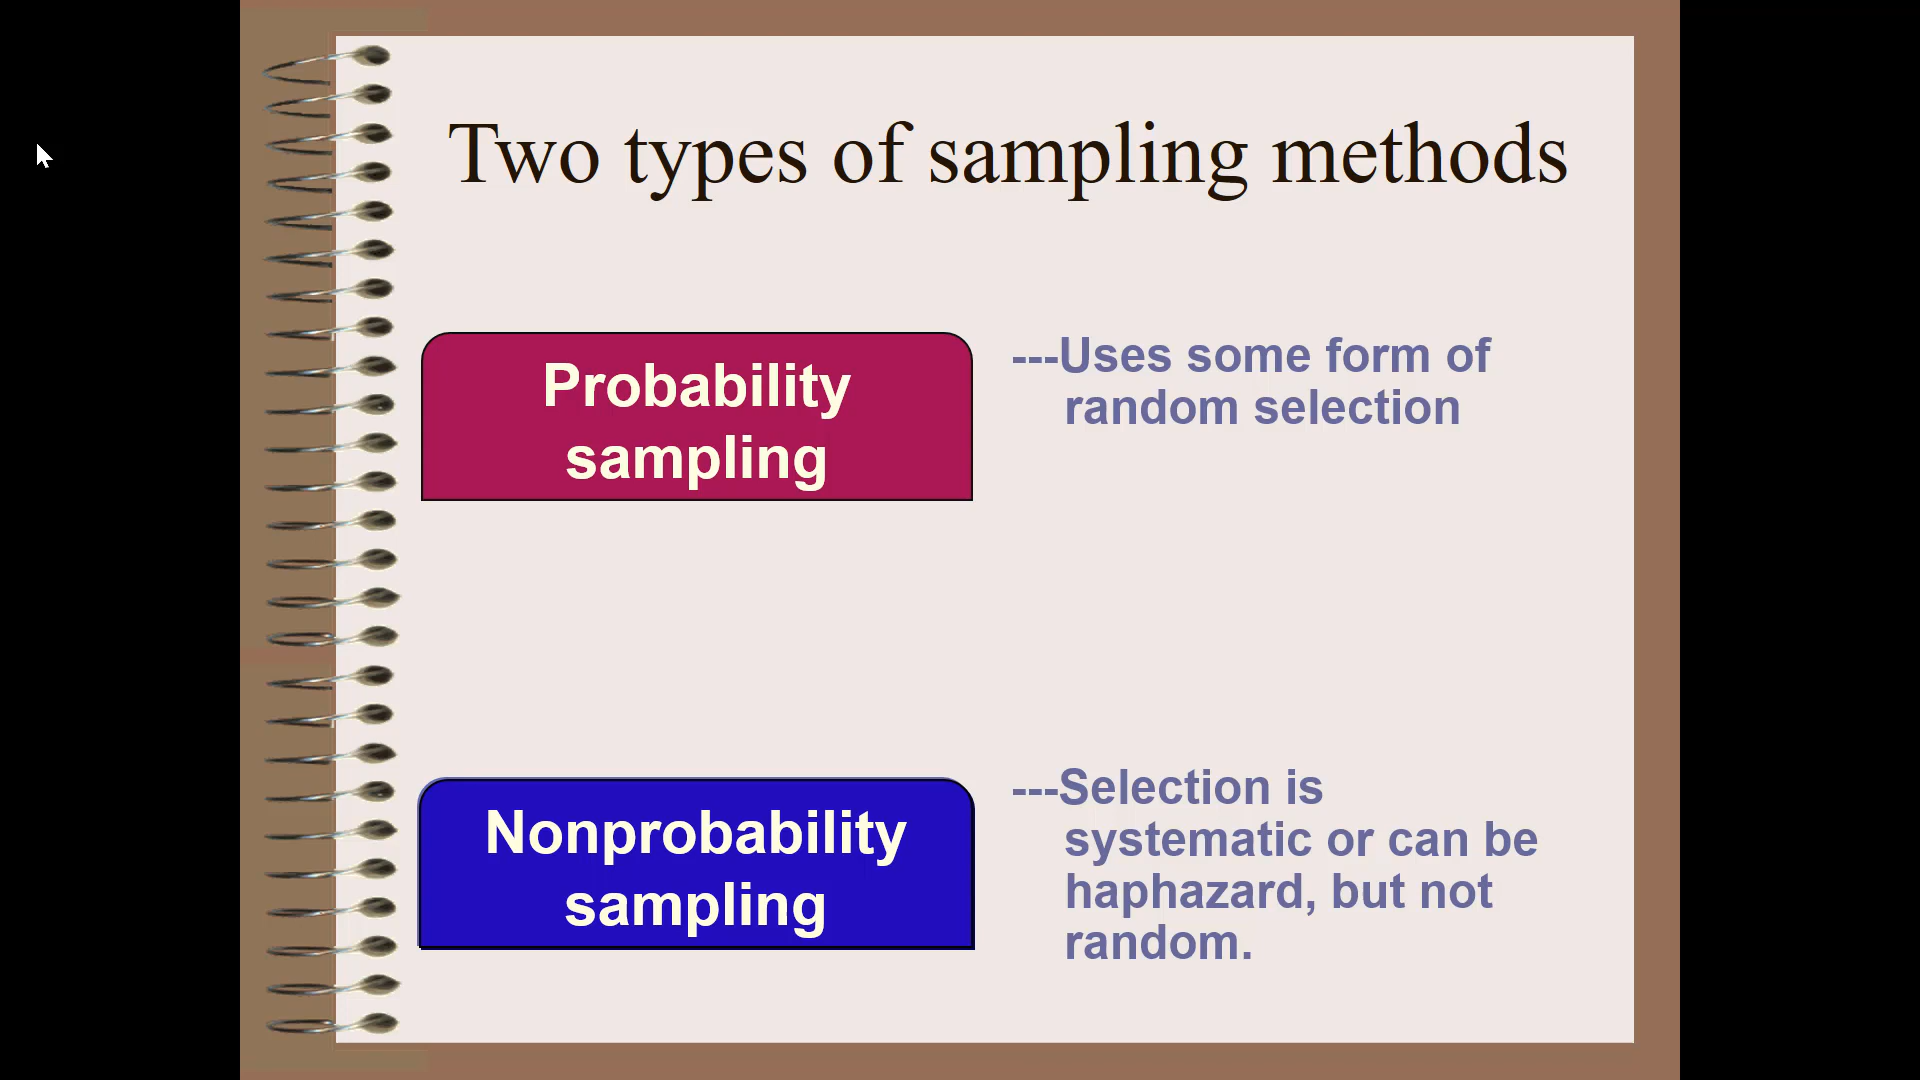 Two types of sampling methods
Probability
sampling
---Uses some form of
random selection
Nonprobability
sampling
---Selection is
systematic or can be
haphazard, but not
random.